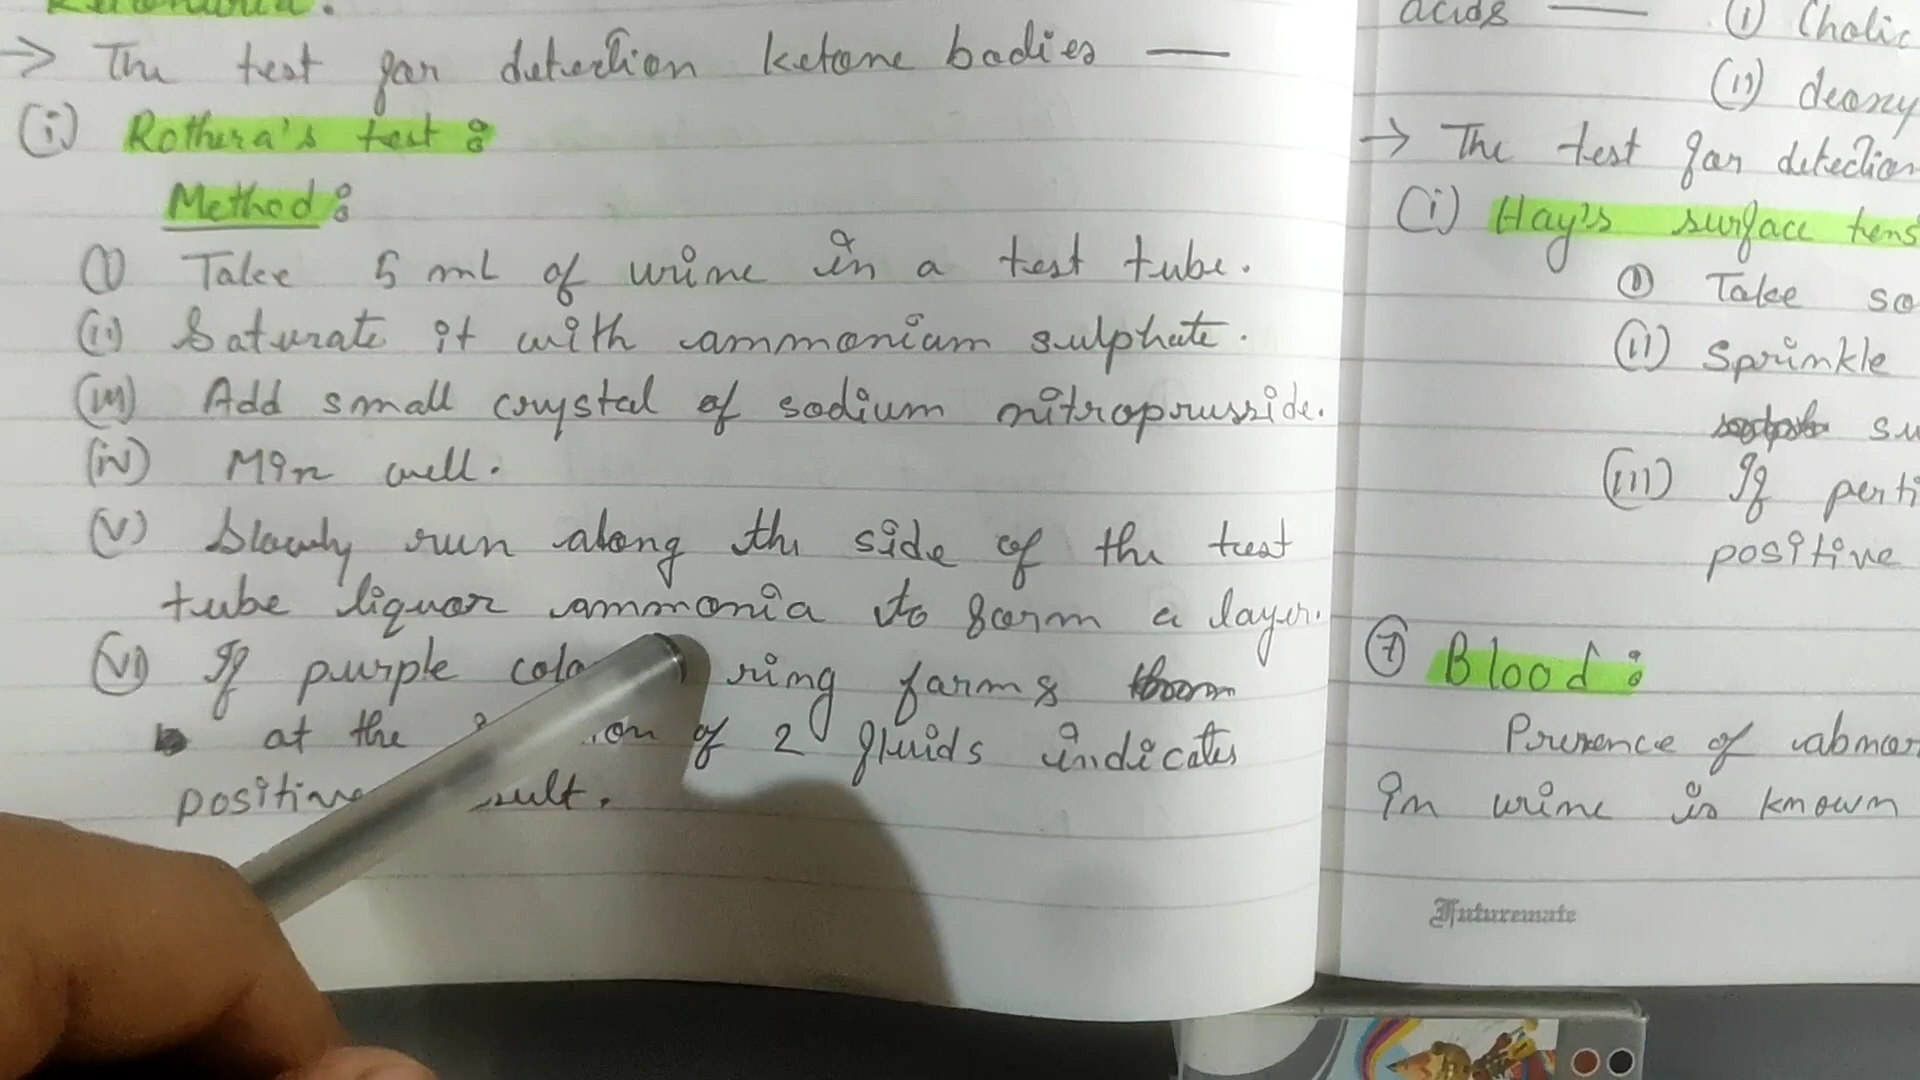 → The test for detection ketone bodies —
(i) Rothera's test :
Method :
(i) Take 5 mL of urine in a test tube.
(ii) Saturate it with ammonium sulphate.
(iii) Add small crystal of sodium nitroprusside.
(iv) Mix well.
(v) Slowly run along the side of the test
tube liquor ammonia to form a layer.
(vi) If purple ring forms
at the of 2 fluids indicates
positive
acids — (i) Cholic
(ii) deoxy
→ The test for detection
(i) Hay's surface tens
(i) Take so
(ii) Sprinkle
su
(iii) If parti
positive
(7) Blood :
Presence of abnor
in urine is known
Futuremate